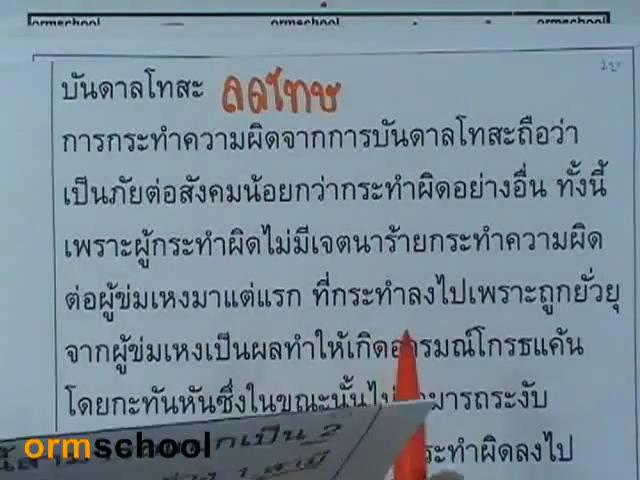 ormschool ormschool ormschool
บันดาลโทสะ ลดโทษ
การกระทำความผิดจากการบันดาลโทสะถือว่า
เป็นภัยต่อสังคมน้อยกว่ากระทำผิดอย่างอื่น ทั้งนี้
เพราะผู้กระทำผิดไม่มีเจตนาร้ายกระทำความผิด
ต่อผู้ข่มเหงมาแต่แรก ที่กระทำลงไปเพราะถูกยั่วยุ
จากผู้ข่มเหงเป็นผลทำให้เกิดอารมณ์โกรธแค้น
โดยกะทันหันซึ่งในขณะนั้นไม่สามารถระงับ
กเป็น 2
ระทำผิดลงไป
ormschool